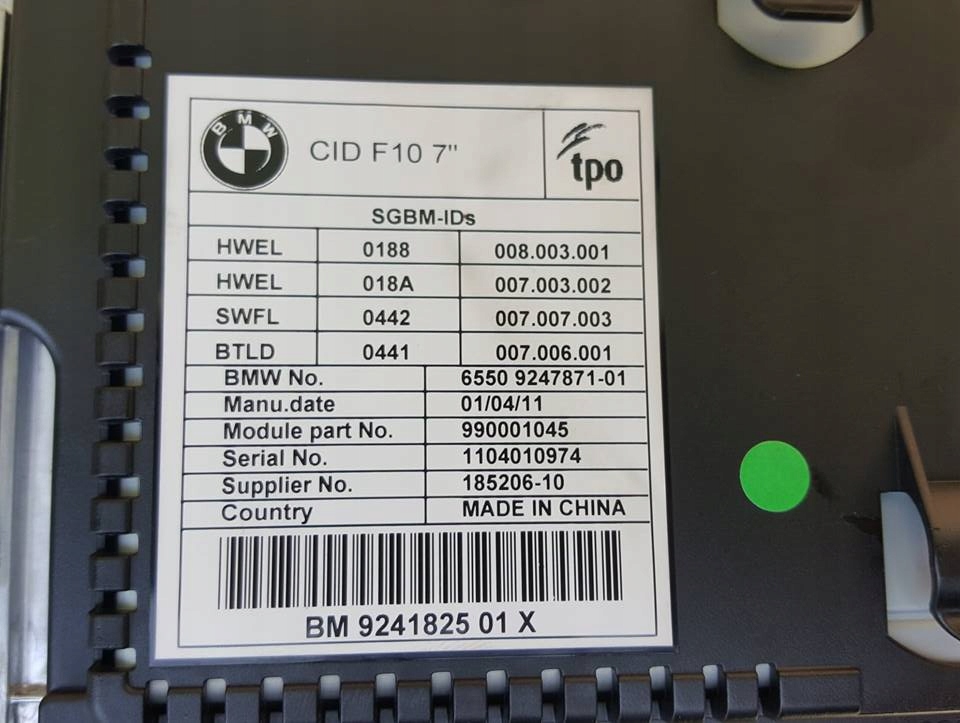 BMW CID F10 7" tpo
SGBM-IDs
HWEL 0188 008.003.001
HWEL 018A 007.003.002
SWFL 0442 007.007.003
BTLD 0441 007.006.001
BMW No. 6550 9247871-01
Manu.date 01/04/11
Module part No. 990001045
Serial No. 1104010974
Supplier No. 185206-10
Country MADE IN CHINA
BM 9241825 01 X